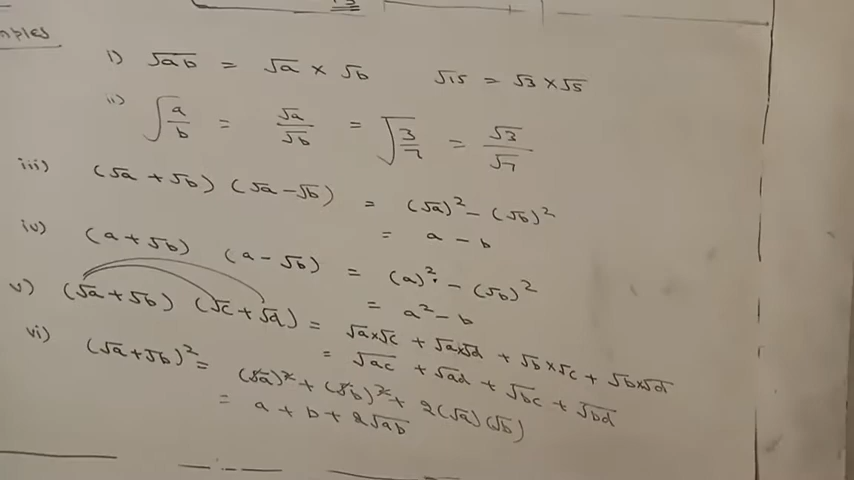 i) √ab = √a × √b √15 = √3 × √5
ii) √a/b = √a/√b = √3/7 = √3/√7
iii) (√a + √b) (√a - √b) = (√a)² - (√b)²
= a - b
iv) (a + √b) (a - √b) = (a)² - (√b)²
= a² - b
v) (√a + √b) (√c + √d) = √a×√c + √a×√d + √b×√c + √b×√d
= √ac + √ad + √bc + √bd
vi) (√a + √b)² = (√a)² + (√b)² + 2(√a)(√b)
= a + b + 2√ab